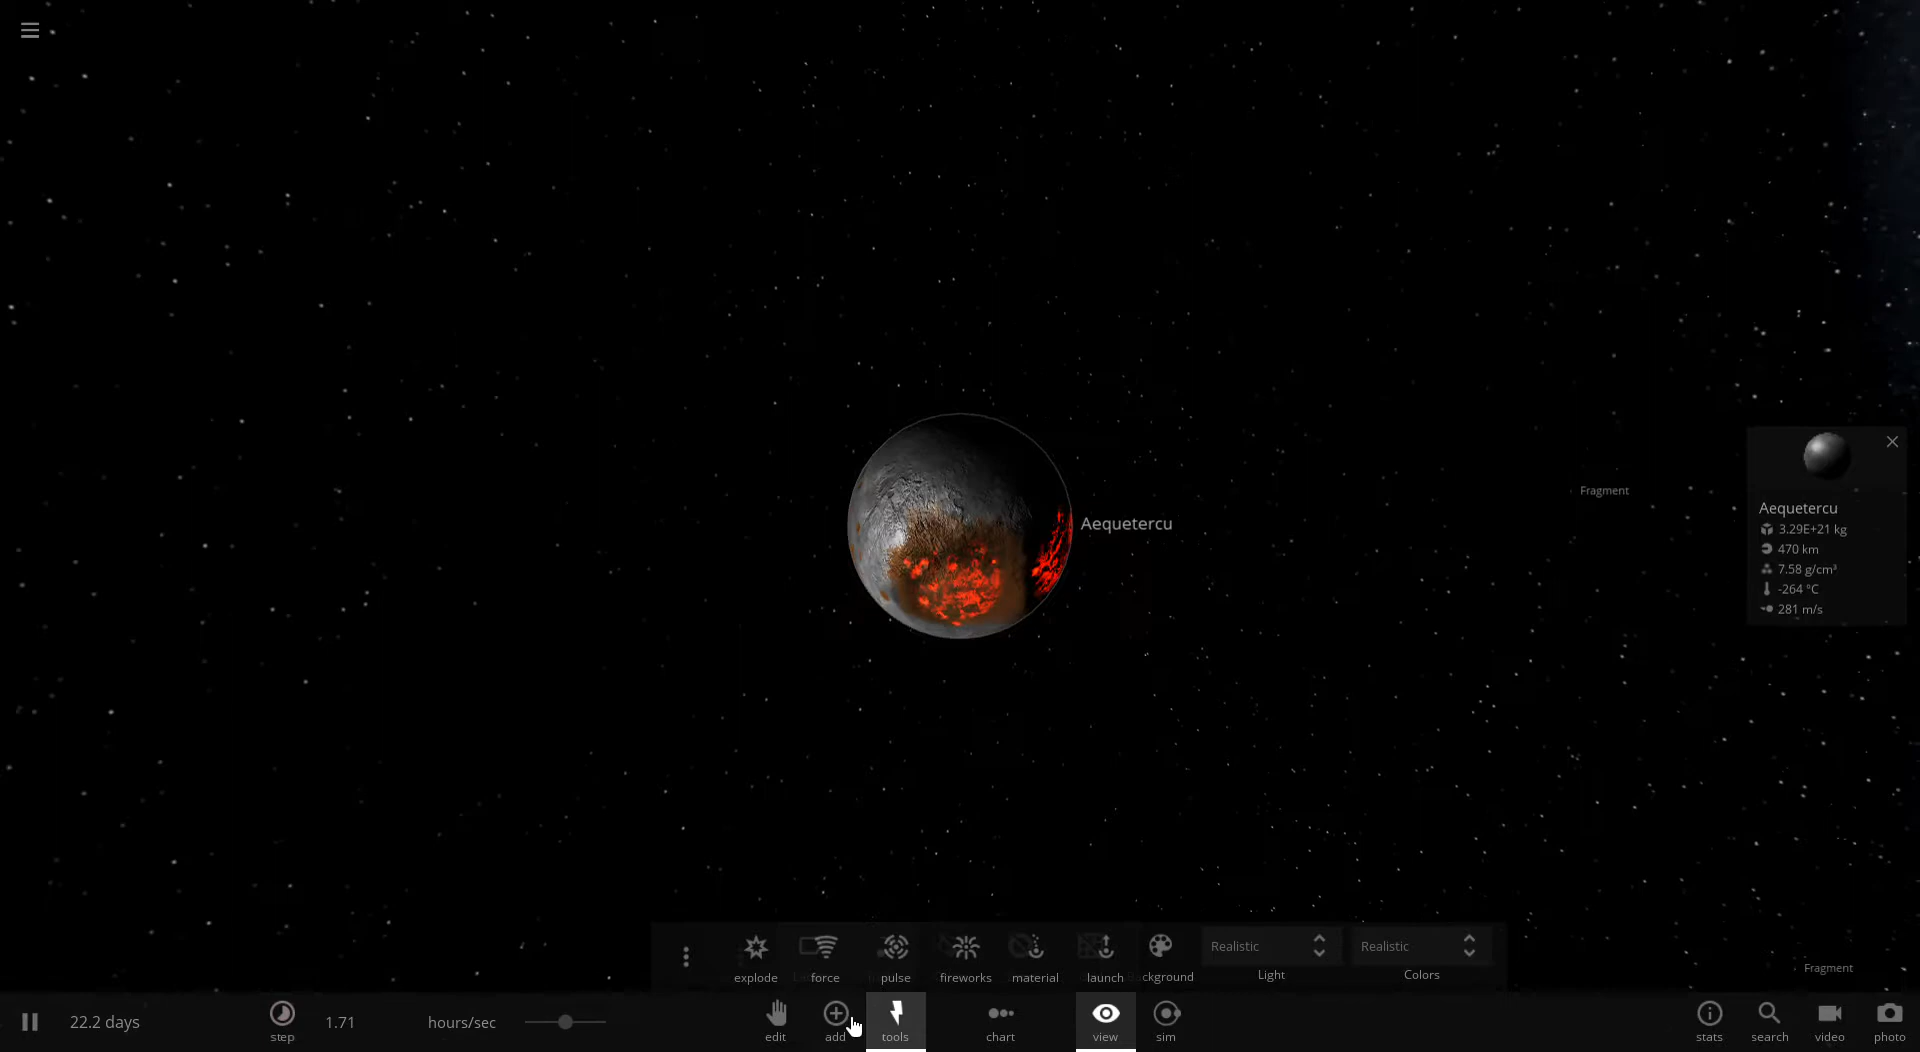 Fragment
Aequetercu
Aequetercu
3.29E+21 kg
470 km
7.58 g/cm³
-264 °C
281 m/s
Fragment
Realistic
Realistic
explode
force
pulse
fireworks
material
launch
ckground
Light
Colors
22.2 days
step
1.71
hours/sec
edit
add
tools
chart
view
sim
stats
search
video
photo